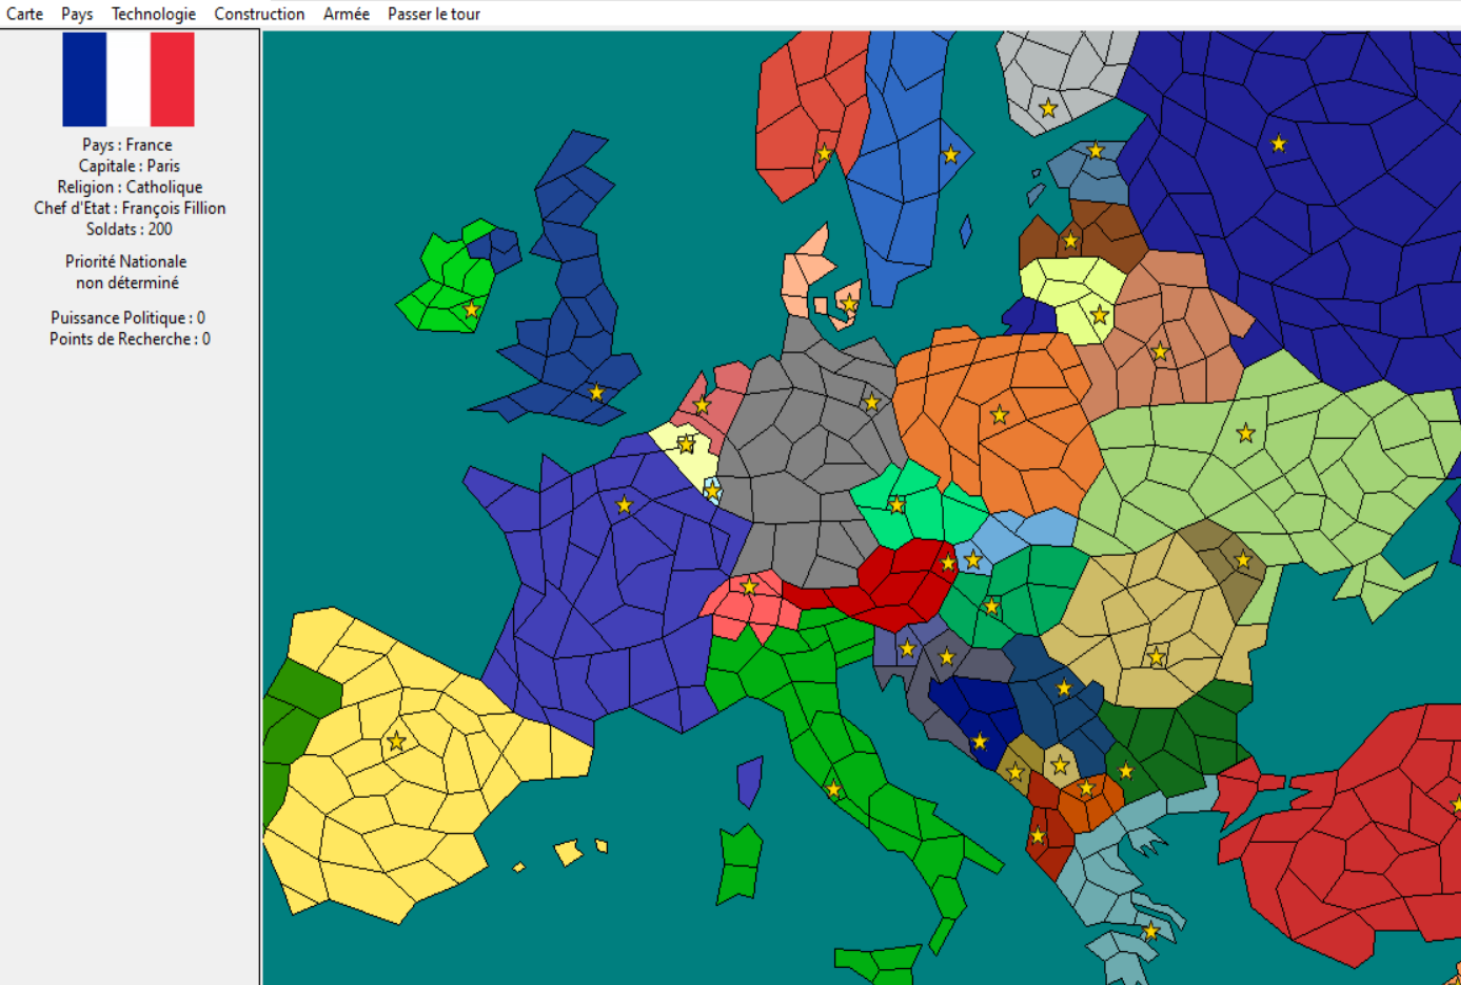 Carte Pays Technologie Construction Armée Passer le tour
Pays : France
Capitale : Paris
Religion : Catholique
Chef d'Etat : François Fillion
Soldats : 200
Priorité Nationale
non déterminé
Puissance Politique : 0
Points de Recherche : 0